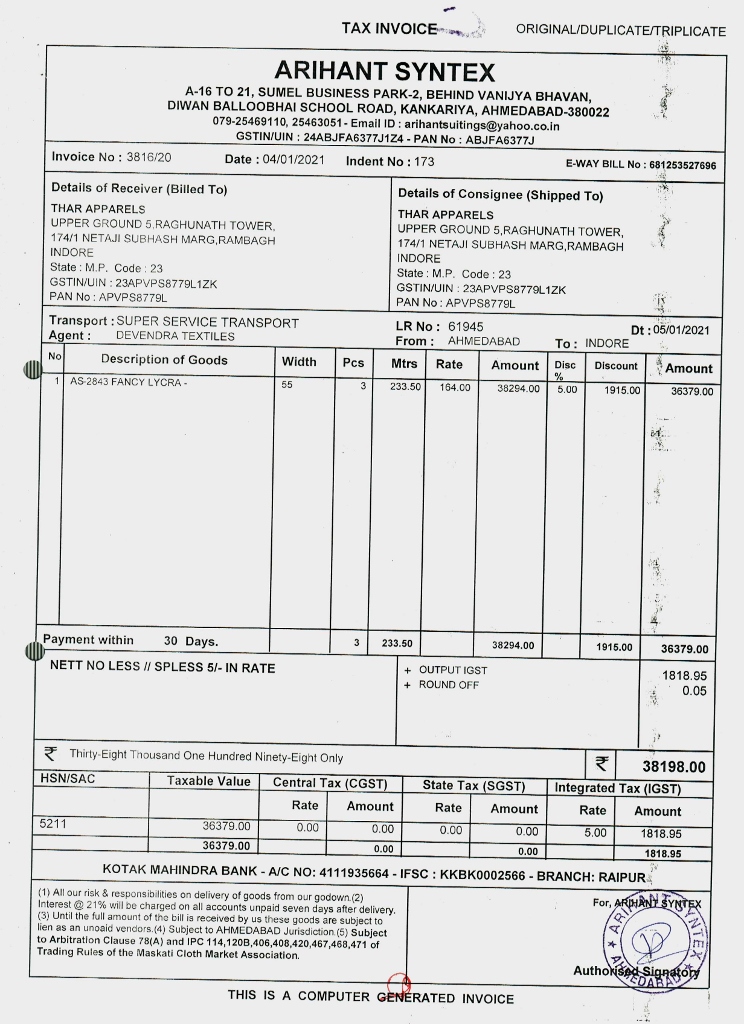 TAX INVOICE
ORIGINAL/DUPLICATE/TRIPLICATE
ARIHANT SYNTEX
A-16 TO 21, SUMEL BUSINESS PARK-2, BEHIND VANIJYA BHAVAN,
DIWAN BALLOOBHAI SCHOOL ROAD, KANKARIYA, AHMEDABAD-380022
079-25469110, 25463051 - Email ID : arihantsuitings@yahoo.co.in
GSTIN/UIN : 24ABJFA6377J1Z4 - PAN No : ABJFA6377J
Invoice No : 3816/20 Date : 04/01/2021 Indent No : 173 E-WAY BILL No : 681253527696
Details of Receiver (Billed To)
THAR APPARELS
UPPER GROUND 5,RAGHUNATH TOWER,
174/1 NETAJI SUBHASH MARG,RAMBAGH
INDORE
State : M.P. Code : 23
GSTIN/UIN : 23APVPS8779L1ZK
PAN No : APVPS8779L
Details of Consignee (Shipped To)
THAR APPARELS
UPPER GROUND 5,RAGHUNATH TOWER,
174/1 NETAJI SUBHASH MARG,RAMBAGH
INDORE
State : M.P. Code : 23
GSTIN/UIN : 23APVPS8779L1ZK
PAN No : APVPS8779L
Transport : SUPER SERVICE TRANSPORT
Agent : DEVENDRA TEXTILES
LR No : 61945 Dt : 05/01/2021
From : AHMEDABAD To : INDORE
No Description of Goods Width Pcs Mtrs Rate Amount Disc % Discount Amount
1 AS-2843 FANCY LYCRA - 55 3 233.50 164.00 38294.00 5.00 1915.00 36379.00
Payment within 30 Days. 3 233.50 38294.00 1915.00 36379.00
NETT NO LESS // SPLESS 5/- IN RATE
+ OUTPUT IGST 1818.95
+ ROUND OFF 0.05
₹ Thirty-Eight Thousand One Hundred Ninety-Eight Only ₹ 38198.00
HSN/SAC Taxable Value Central Tax (CGST) State Tax (SGST) Integrated Tax (IGST)
Rate Amount Rate Amount Rate Amount
5211 36379.00 0.00 0.00 0.00 0.00 5.00 1818.95
36379.00 0.00 0.00 1818.95
KOTAK MAHINDRA BANK - A/C NO: 4111935664 - IFSC : KKBK0002566 - BRANCH: RAIPUR
(1) All our risk & responsibilities on delivery of goods from our godown.(2)
Interest @ 21% will be charged on all accounts unpaid seven days after delivery.
(3) Until the full amount of the bill is received by us these goods are subject to
lien as an unpaid vendors.(4) Subject to AHMEDABAD Jurisdiction.(5) Subject
to Arbitration Clause 78(A) and IPC 114,120B,406,408,420,467,468,471 of
Trading Rules of the Maskati Cloth Market Association.
For, ARIHANT SYNTEX
ARIHANT SYNTEX
AHMEDABAD
Authorised Signatory
THIS IS A COMPUTER GENERATED INVOICE